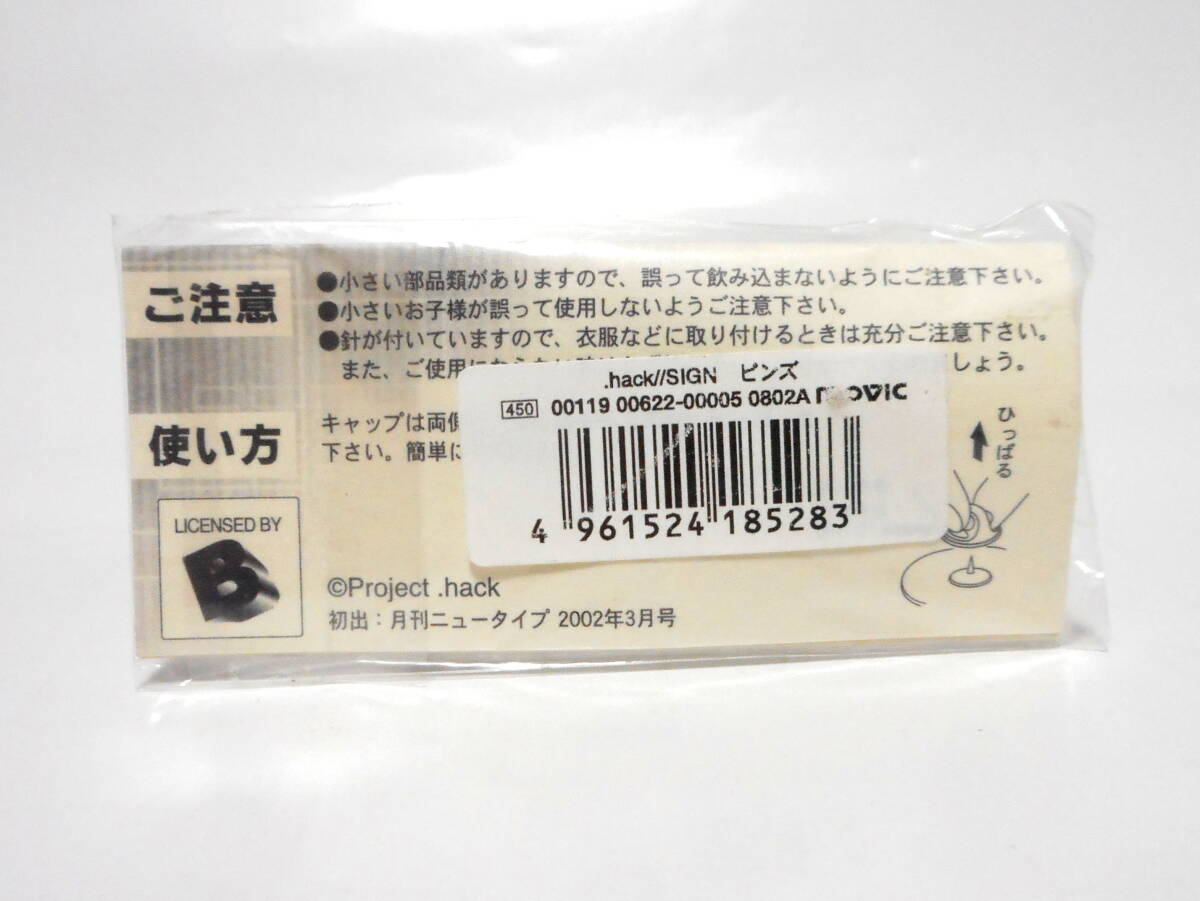 ご注意
●小さい部品類がありますので、誤って飲み込まないようにご注意下さい。
●小さいお子様が誤って使用しないようご注意下さい。
●針が付いていますので、衣服などに取り付けるときは充分ご注意下さい。
また、ご使用に しょう。
.hack//SIGN ピンズ
450 00119 00622-00005 0802A movic
4 961524 185283
使い方
キャップは両側
下さい。簡単に
ひっぱる
LICENSED BY
B
©Project .hack
初出：月刊ニュータイプ 2002年3月号